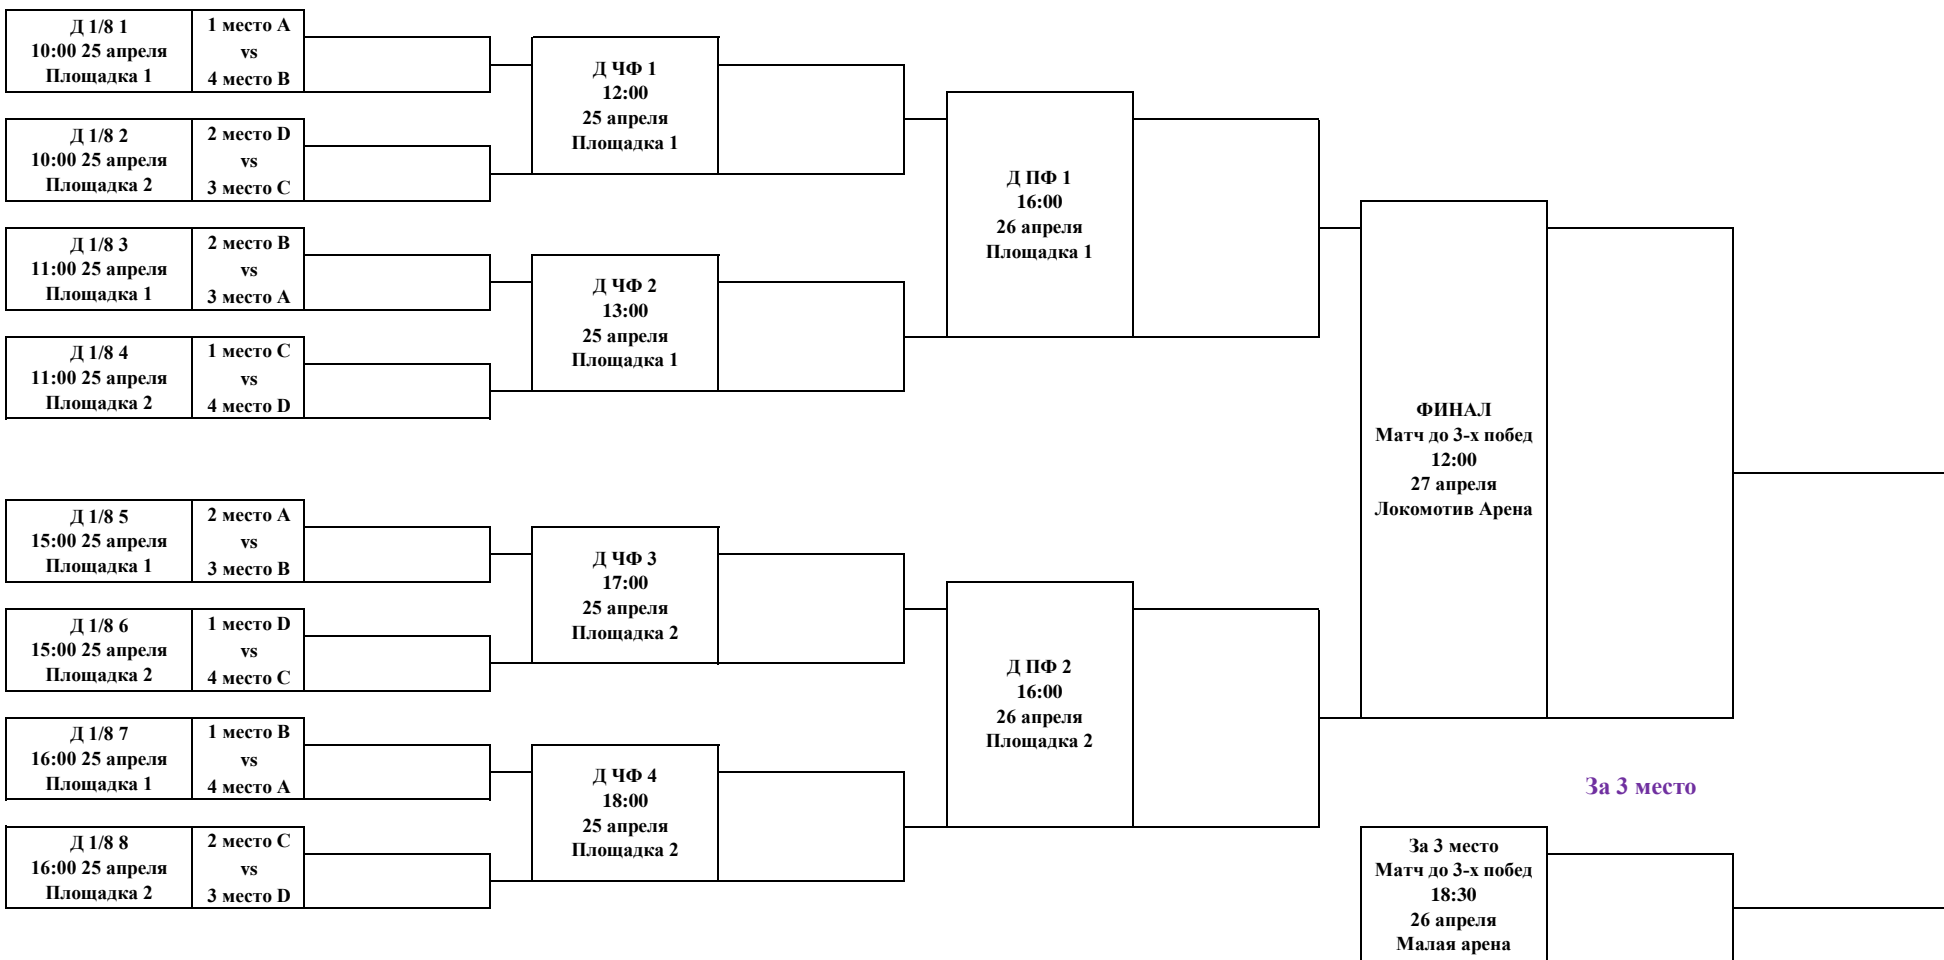 Д 1/8 1
10:00 25 апреля
Площадка 1
1 место A
vs
4 место B
Д 1/8 2
10:00 25 апреля
Площадка 2
2 место D
vs
3 место C
Д 1/8 3
11:00 25 апреля
Площадка 1
2 место B
vs
3 место A
Д 1/8 4
11:00 25 апреля
Площадка 2
1 место C
vs
4 место D
Д 1/8 5
15:00 25 апреля
Площадка 1
2 место A
vs
3 место B
Д 1/8 6
15:00 25 апреля
Площадка 2
1 место D
vs
4 место C
Д 1/8 7
16:00 25 апреля
Площадка 1
1 место B
vs
4 место A
Д 1/8 8
16:00 25 апреля
Площадка 2
2 место C
vs
3 место D
Д ЧФ 1
12:00
25 апреля
Площадка 1
Д ЧФ 2
13:00
25 апреля
Площадка 1
Д ЧФ 3
17:00
25 апреля
Площадка 2
Д ЧФ 4
18:00
25 апреля
Площадка 2
Д ПФ 1
16:00
26 апреля
Площадка 1
Д ПФ 2
16:00
26 апреля
Площадка 2
ФИНАЛ
Матч до 3-х побед
12:00
27 апреля
Локомотив Арена
За 3 место
За 3 место
Матч до 3-х побед
18:30
26 апреля
Малая арена